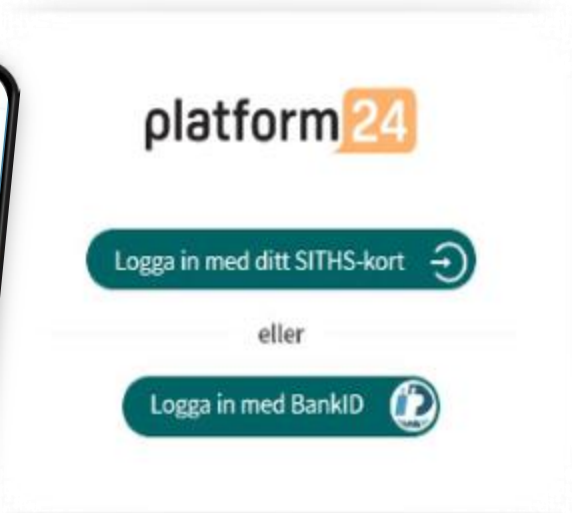 platform24
Logga in med ditt SITHS-kort
eller
Logga in med BankID